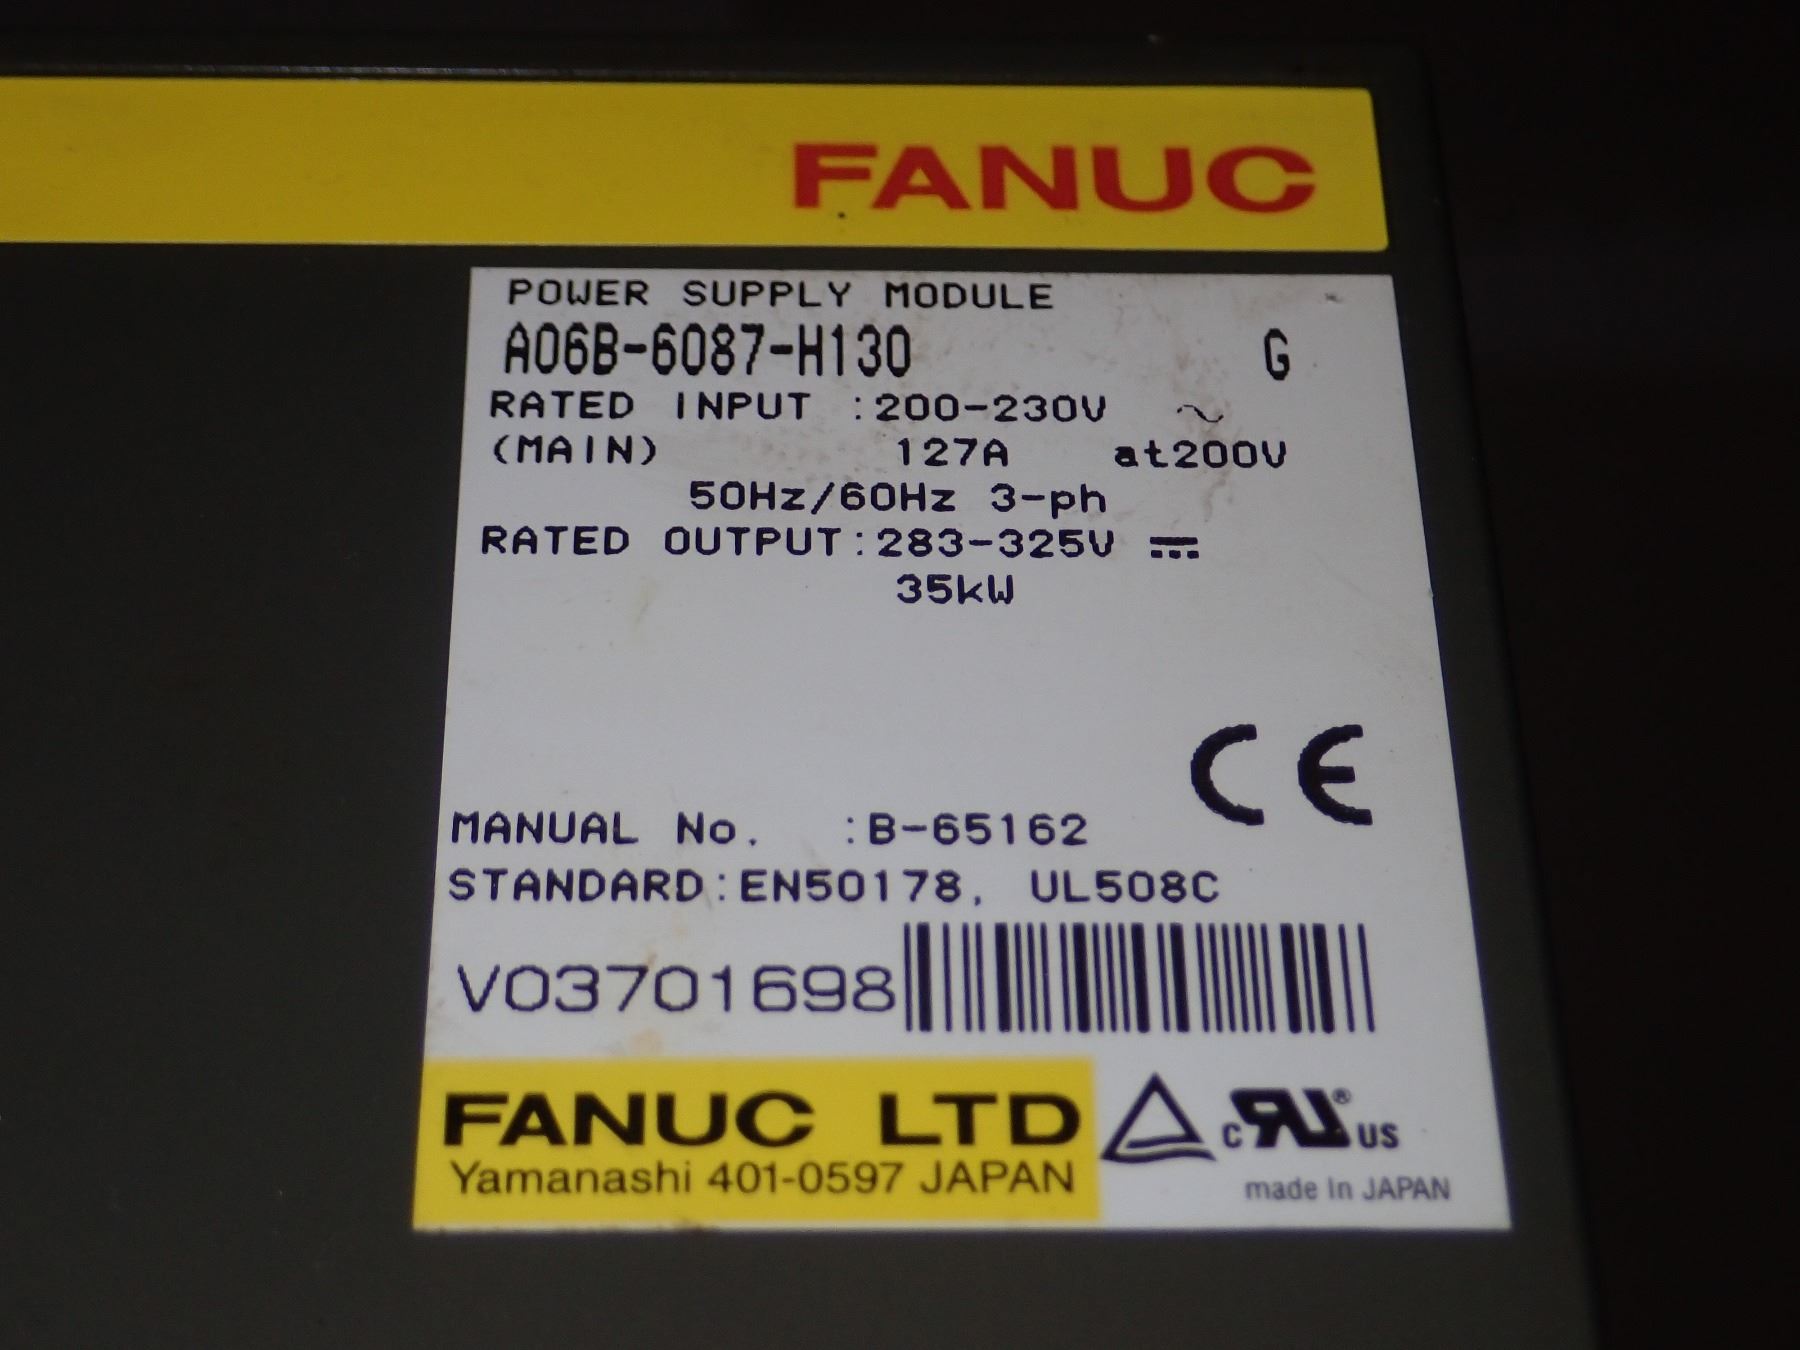 FANUC
POWER SUPPLY MODULE
A06B-6087-H130 G
RATED INPUT :200-230V ~
(MAIN) 127A at200V
50Hz/60Hz 3-ph
RATED OUTPUT:283-325V ⎓
35kW
CE
MANUAL No. :B-65162
STANDARD:EN50178, UL508C
V03701698
FANUC LTD
Yamanashi 401-0597 JAPAN
c RU® US
made in JAPAN